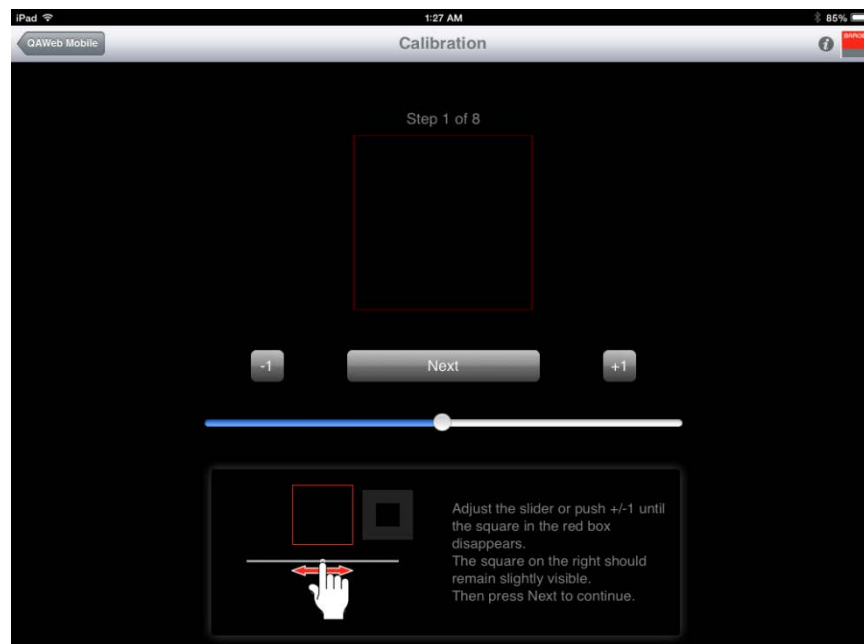 iPad
1:27 AM
85%
QAWeb Mobile
Calibration
i
Step 1 of 8
-1
Next
+1
Adjust the slider or push +/-1 until
the square in the red box
disappears.
The square on the right should
remain slightly visible.
Then press Next to continue.